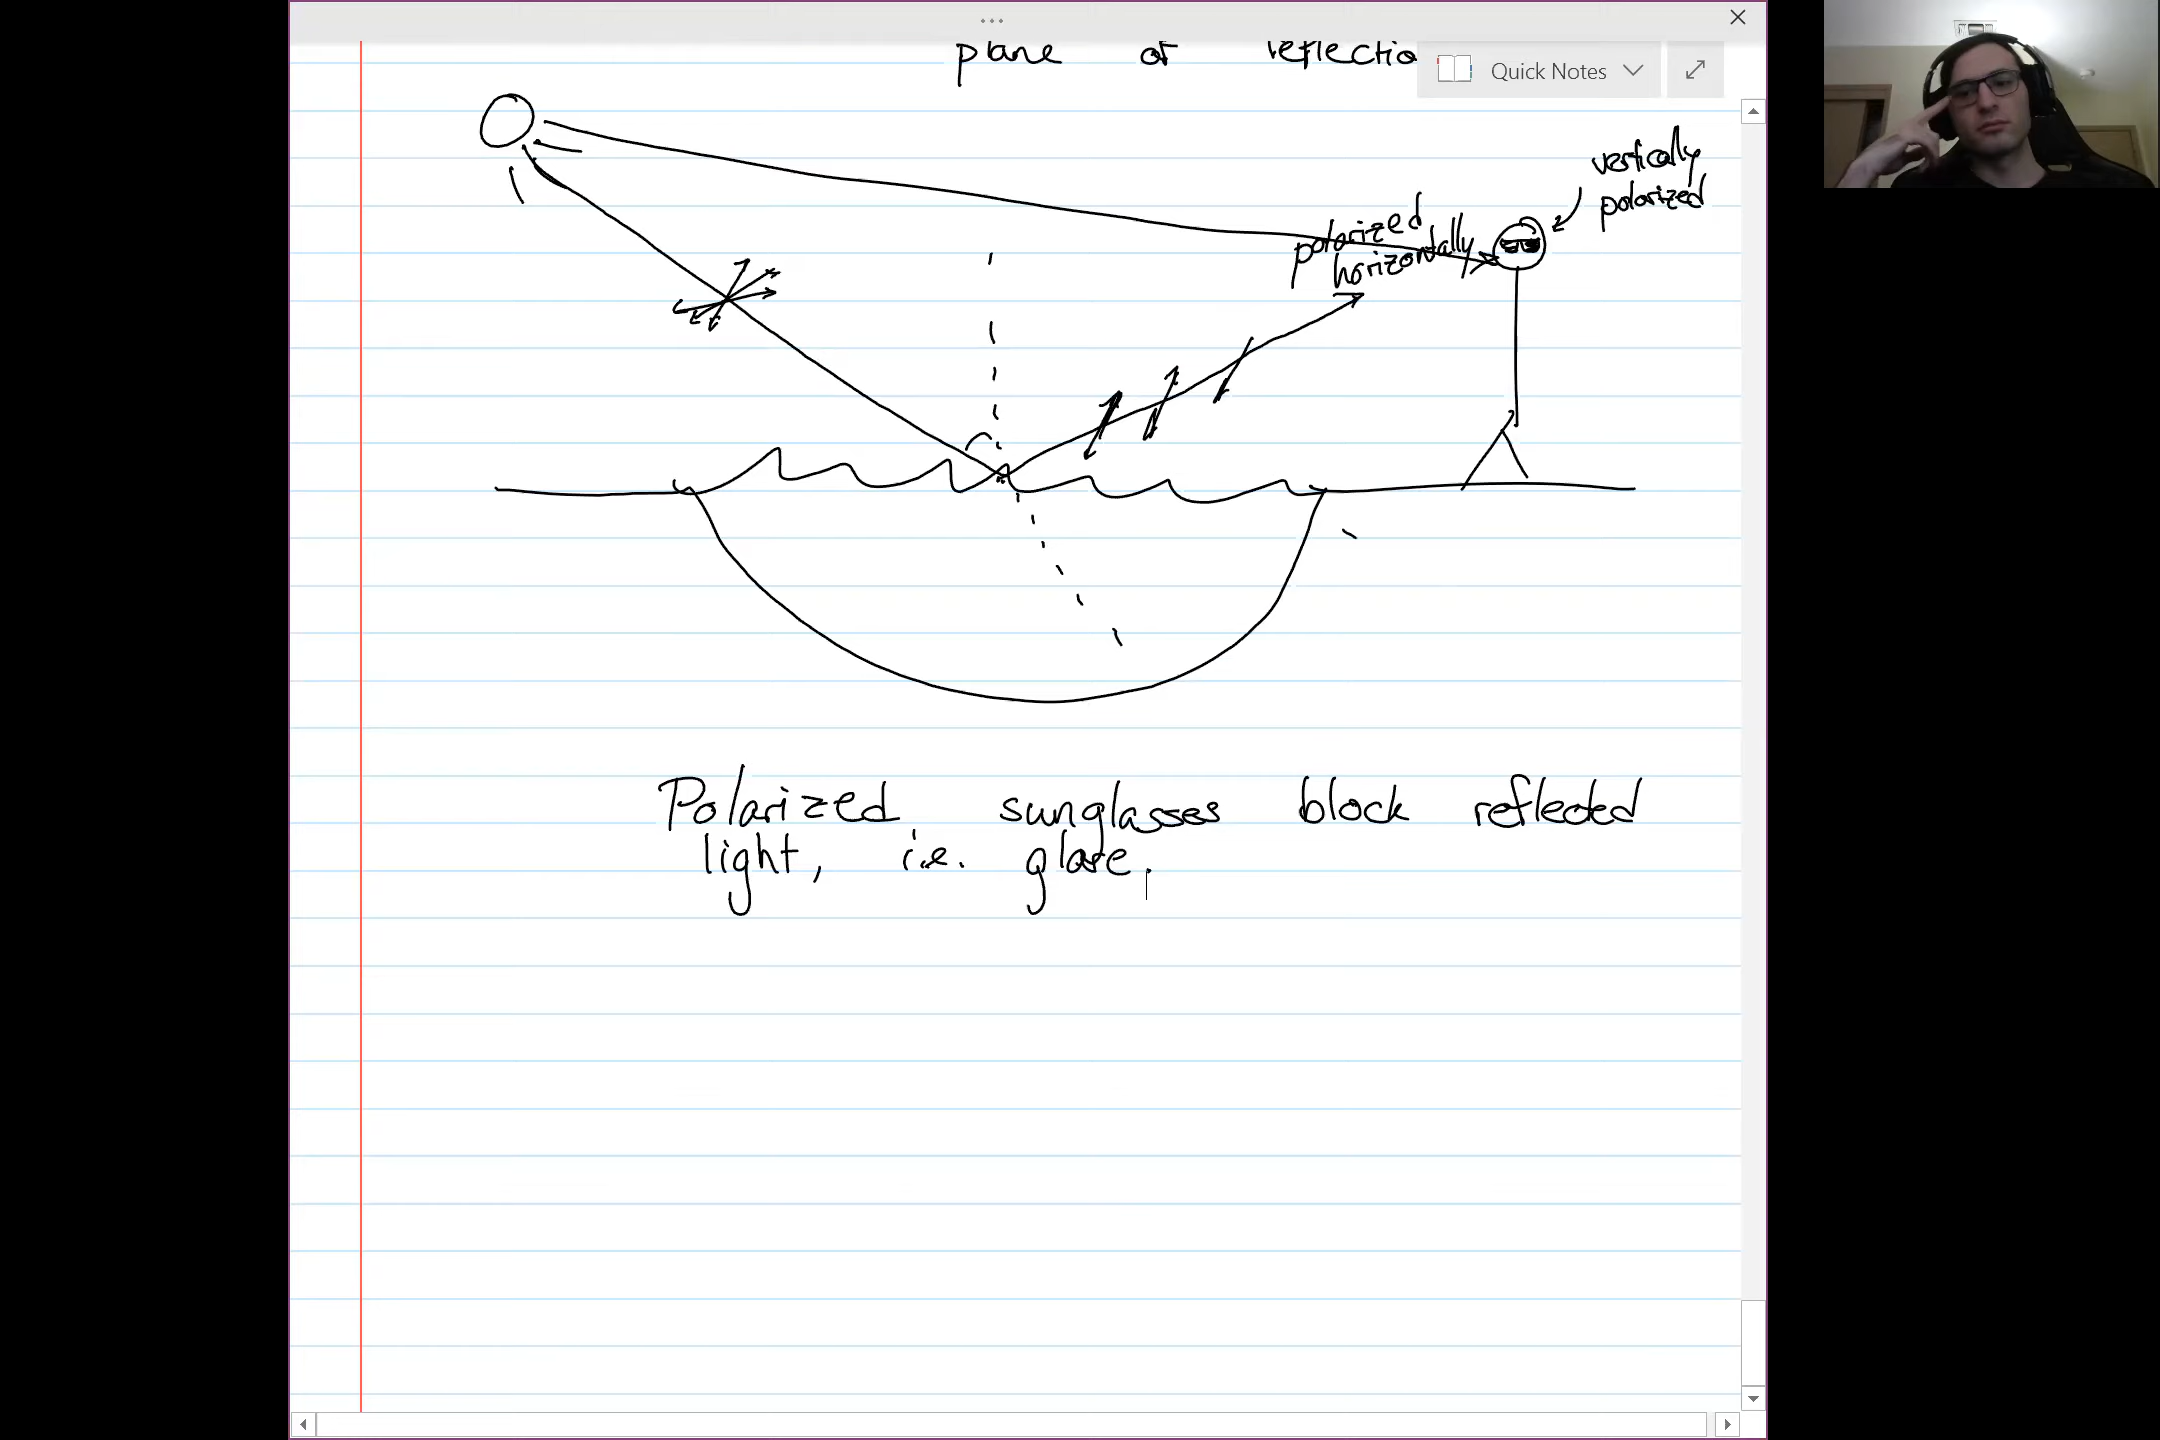 plane of reflectio
Quick Notes
vertically
polarized
polarized
horizontally
Polarized sunglasses block reflected
light, i.e. glare.